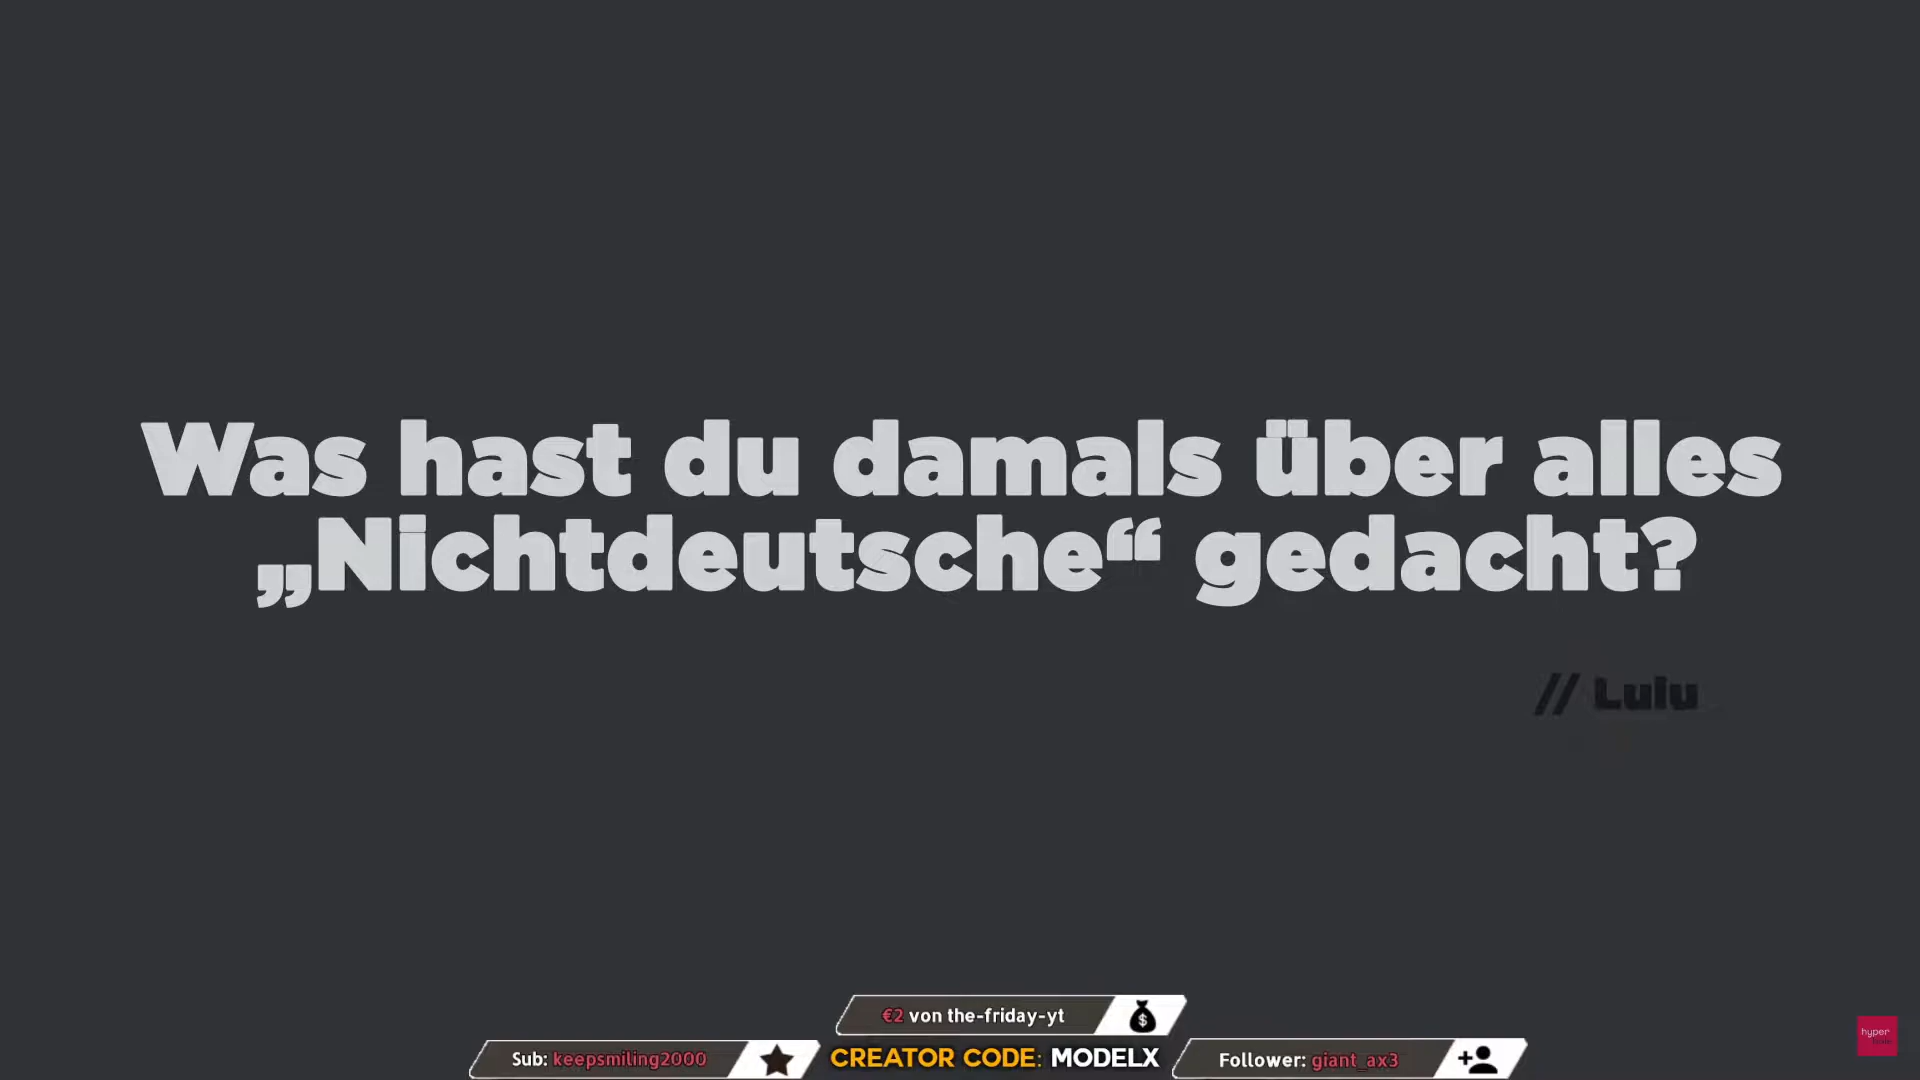 Was hast du damals über alles
„Nichtdeutsche“ gedacht?
// Lulu
€2 von the-friday-yt
Sub: keepsmiling2000
CREATOR CODE: MODELX
Follower: giant_ax3
hyper